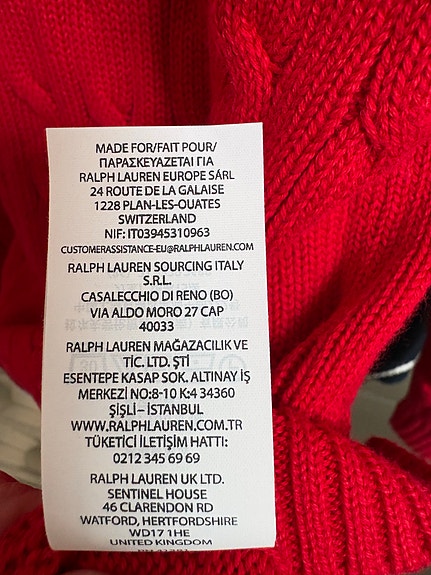 MADE FOR/FAIT POUR/
ΠΑΡΑΣΚΕΥΑΖΕΤΑΙ ΓΙΑ
RALPH LAUREN EUROPE SÁRL
24 ROUTE DE LA GALAISE
1228 PLAN-LES-OUATES
SWITZERLAND
NIF: IT03945310963
CUSTOMERASSISTANCE-EU@RALPHLAUREN.COM
RALPH LAUREN SOURCING ITALY
S.R.L.
CASALECCHIO DI RENO (BO)
VIA ALDO MORO 27 CAP
40033
RALPH LAUREN MAĞAZACILIK VE
TİC. LTD. ŞTİ
ESENTEPE KASAP SOK. ALTINAY İŞ
MERKEZİ NO:8-10 K:4 34360
ŞİŞLİ– İSTANBUL
WWW.RALPHLAUREN.COM.TR
TÜKETİCİ İLETİŞİM HATTI:
0212 345 69 69
RALPH LAUREN UK LTD.
SENTINEL HOUSE
46 CLARENDON RD
WATFORD, HERTFORDSHIRE
WD17 1HE
UNITED KINGDOM